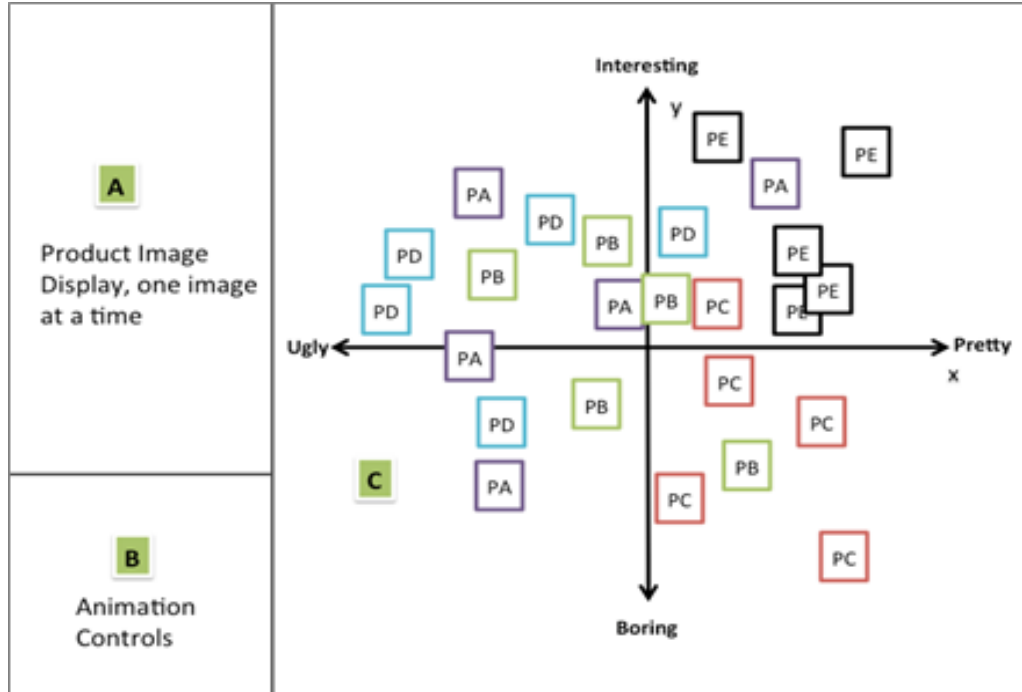 A
Product Image
Display, one image
at a time
B
Animation
Controls
Interesting
y
PE
PE
PA
PA
PD
PD
PB
PD
PE
PB
PE
PA
PB
PC
PE
PD
Ugly
Pretty
x
PA
PC
PB
PC
PD
PB
C
PA
PC
PC
Boring